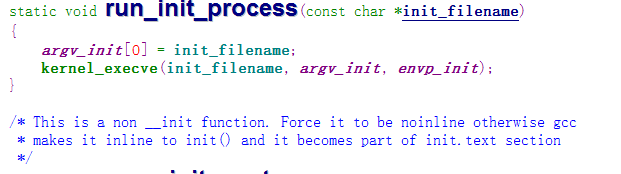 static void run_init_process(const char *init_filename)
{
argv_init[0] = init_filename;
kernel_execve(init_filename, argv_init, envp_init);
}
/* This is a non __init function. Force it to be noinline otherwise gcc
* makes it inline to init() and it becomes part of init.text section
*/